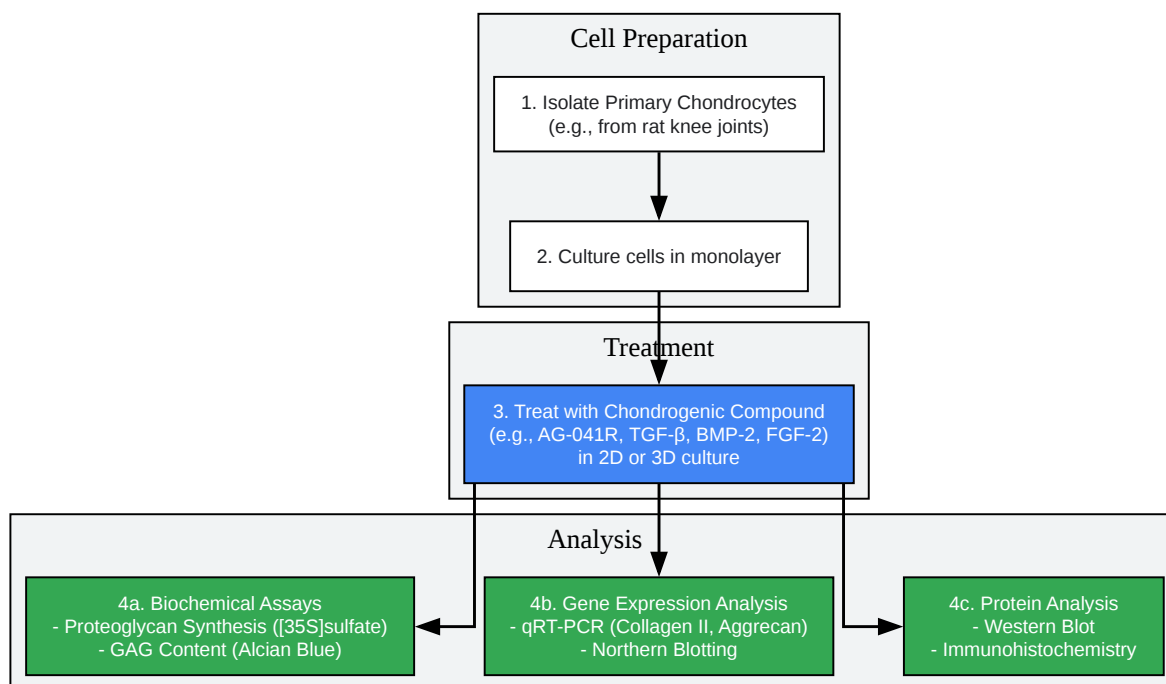 Cell Preparation
1. Isolate Primary Chondrocytes
(e.g., from rat knee joints)
2. Culture cells in monolayer
Treatment
3. Treat with Chondrogenic Compound
(e.g., AG-041R, TGF-β, BMP-2, FGF-2)
in 2D or 3D culture
Analysis
4a. Biochemical Assays
- Proteoglycan Synthesis ([35S]sulfate)
- GAG Content (Alcian Blue)
4b. Gene Expression Analysis
- qRT-PCR (Collagen II, Aggrecan)
- Northern Blotting
4c. Protein Analysis
- Western Blot
- Immunohistochemistry